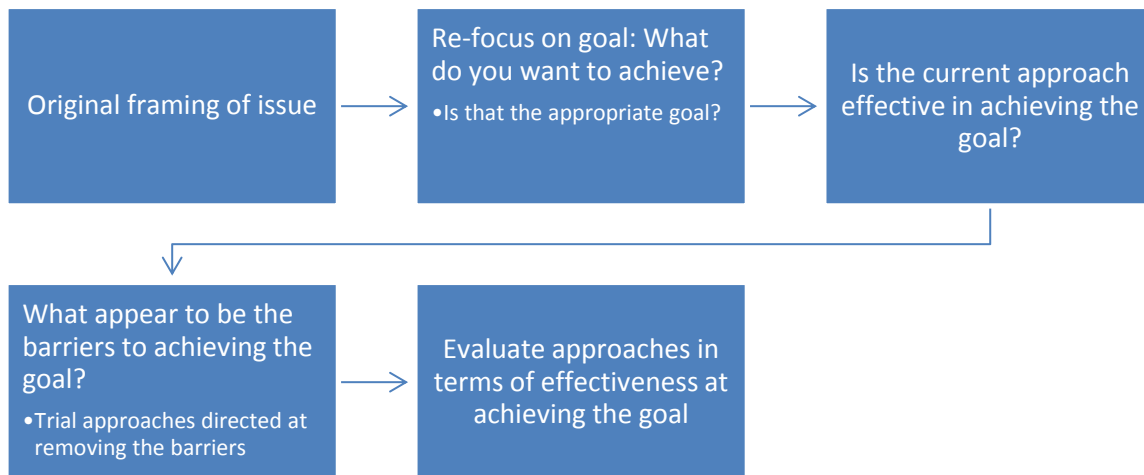 Original framing of issue
Re-focus on goal: What
do you want to achieve?
•Is that the appropriate goal?
Is the current approach
effective in achieving the
goal?
What appear to be the
barriers to achieving the
goal?
•Trial approaches directed at
removing the barriers
Evaluate approaches in
terms of effectiveness at
achieving the goal